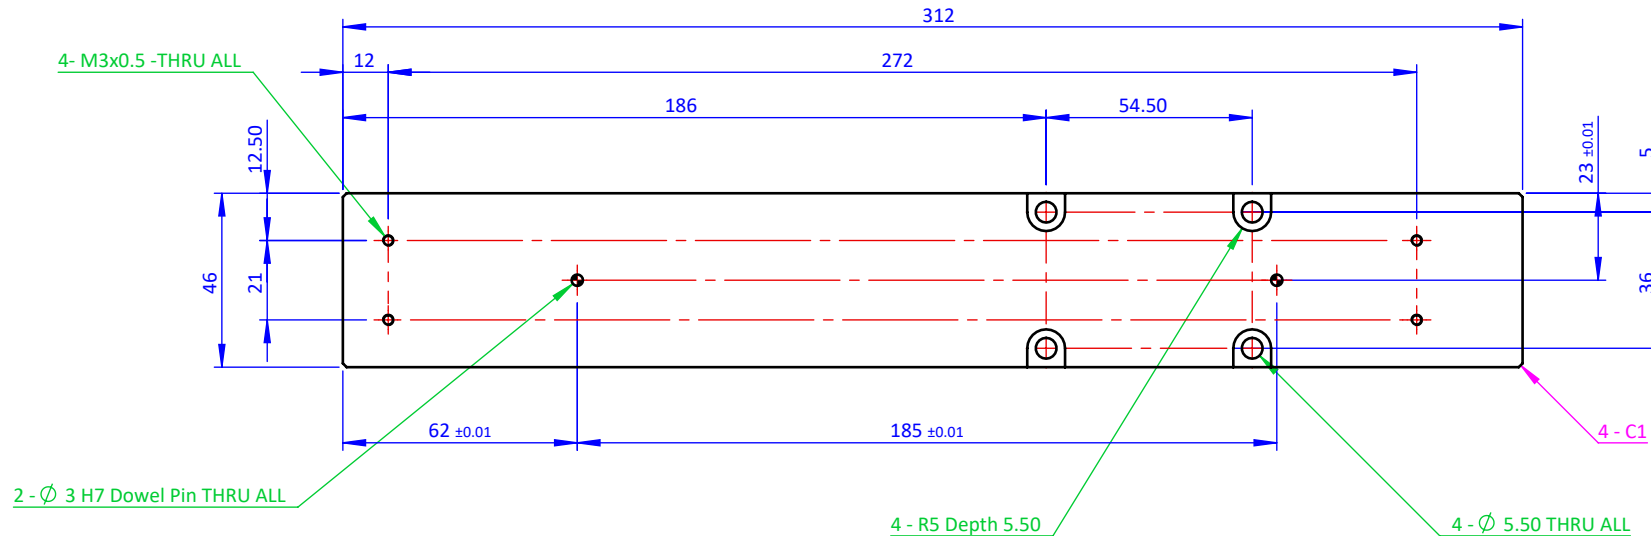 312
4- M3x0.5 -THRU ALL
12
272
186
54.50
12.50
23 ±0.01
5
46
21
36
62 ±0.01
185 ±0.01
4 - C1
2 - ∅ 3 H7 Dowel Pin THRU ALL
4 - R5 Depth 5.50
4 - ∅ 5.50 THRU ALL